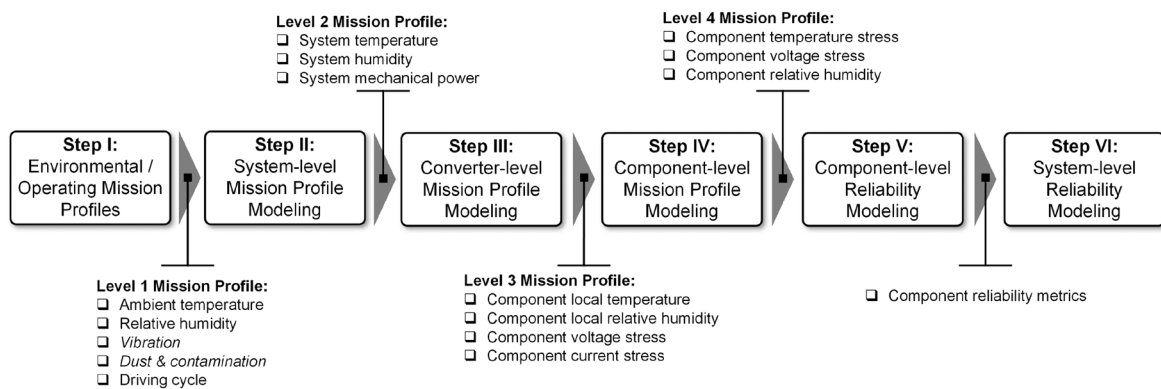 Level 2 Mission Profile:
❑ System temperature
❑ System humidity
❑ System mechanical power
Level 4 Mission Profile:
❑ Component temperature stress
❑ Component voltage stress
❑ Component relative humidity
Step I:
Environmental /
Operating Mission
Profiles
Step II:
System-level
Mission Profile
Modeling
Step III:
Converter-level
Mission Profile
Modeling
Step IV:
Component-level
Mission Profile
Modeling
Step V:
Component-level
Reliability
Modeling
Step VI:
System-level
Reliability
Modeling
Level 1 Mission Profile:
❑ Ambient temperature
❑ Relative humidity
❑ Vibration
❑ Dust & contamination
❑ Driving cycle
Level 3 Mission Profile:
❑ Component local temperature
❑ Component local relative humidity
❑ Component voltage stress
❑ Component current stress
❑ Component reliability metrics